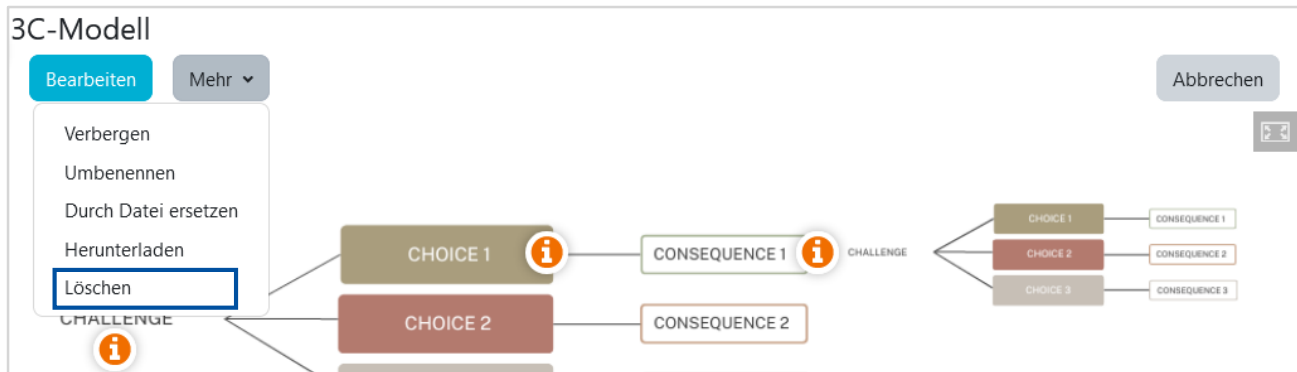 3C-Modell
Bearbeiten
Mehr
Abbrechen
Verbergen
Umbenennen
Durch Datei ersetzen
Herunterladen
Löschen
CHALLENGE
CHOICE 1
CONSEQUENCE 1
CHOICE 2
CONSEQUENCE 2
CHALLENGE
CHOICE 1
CONSEQUENCE 1
CHOICE 2
CONSEQUENCE 2
CHOICE 3
CONSEQUENCE 3